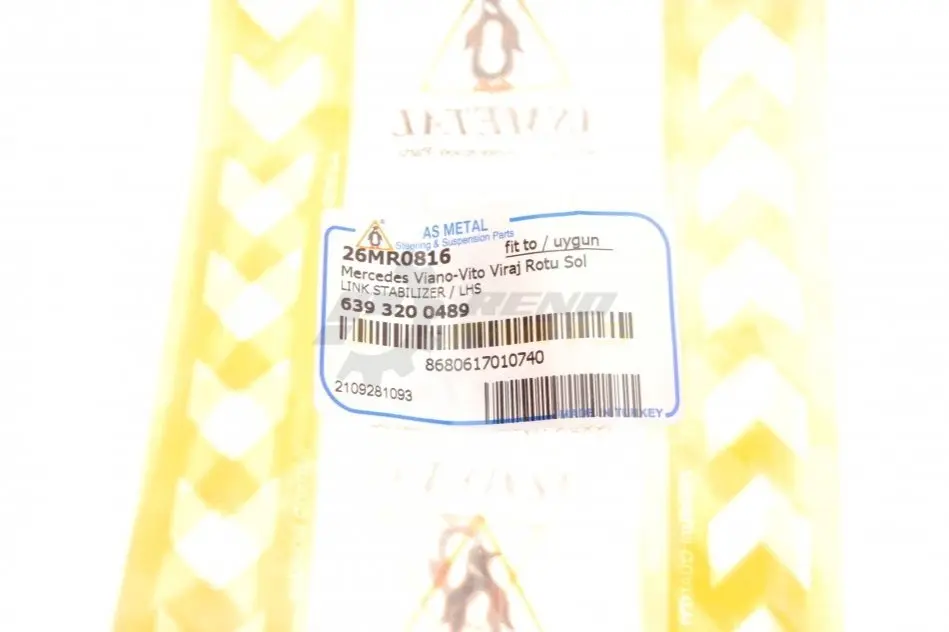 AS METAL
Steering & Suspension Parts
26MR0816
fit to / uygun
Mercedes Viano-Vito Viraj Rotu Sol
LINK STABILIZER / LHS
639 320 0489
8680617010740
2109281093
MADE IN TURKEY